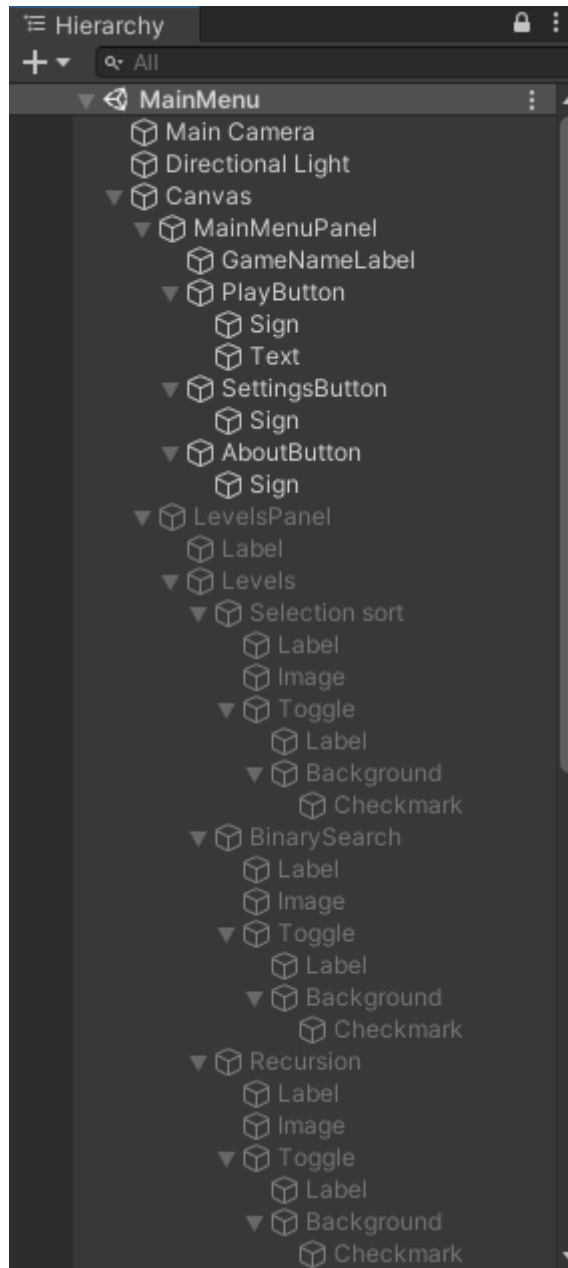 Hierarchy
All
MainMenu
Main Camera
Directional Light
Canvas
MainMenuPanel
GameNameLabel
PlayButton
Sign
Text
SettingsButton
Sign
AboutButton
Sign
LevelsPanel
Label
Levels
Selection sort
Label
Image
Toggle
Label
Background
Checkmark
BinarySearch
Label
Image
Toggle
Label
Background
Checkmark
Recursion
Label
Image
Toggle
Label
Background
Checkmark